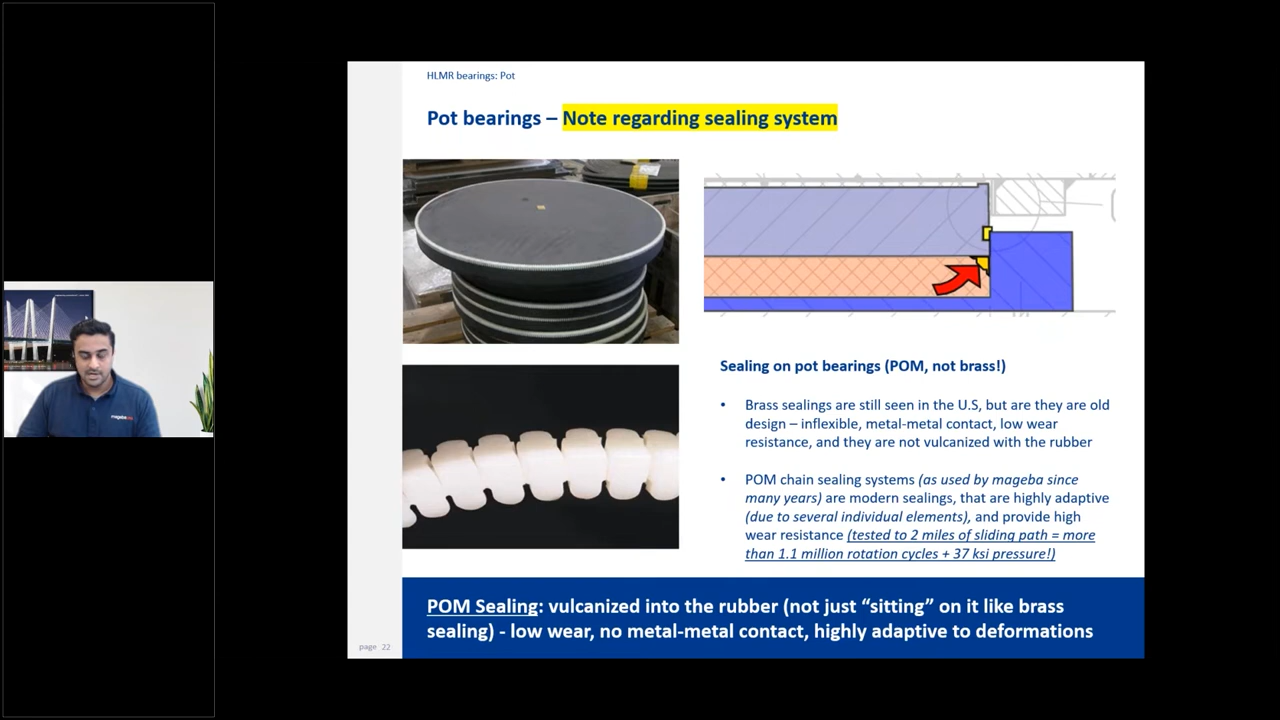 HLMR bearings: Pot
Pot bearings – Note regarding sealing system
Sealing on pot bearings (POM, not brass!)
• Brass sealings are still seen in the U.S, but are they are old
design – inflexible, metal-metal contact, low wear
resistance, and they are not vulcanized with the rubber
• POM chain sealing systems (as used by mageba since
many years) are modern sealings, that are highly adaptive
(due to several individual elements), and provide high
wear resistance (tested to 2 miles of sliding path = more
than 1.1 million rotation cycles + 37 ksi pressure!)
POM Sealing: vulcanized into the rubber (not just “sitting” on it like brass
sealing) - low wear, no metal-metal contact, highly adaptive to deformations
page 22
mageba